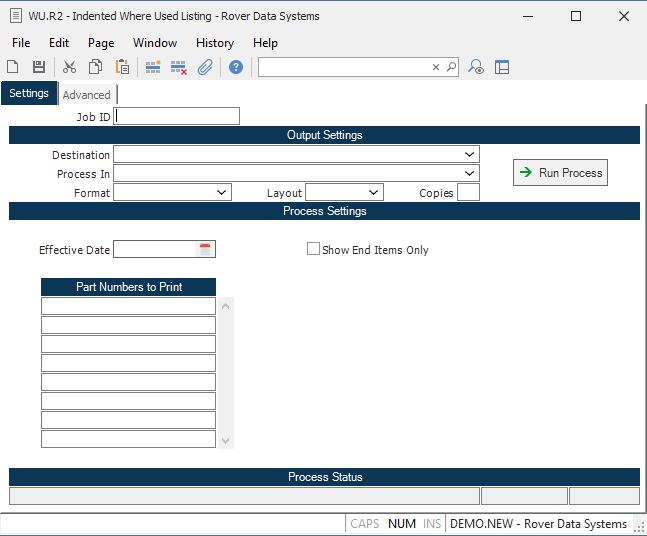 WU.R2 - Indented Where Used Listing - Rover Data Systems
File Edit Page Window History Help
Settings Advanced
Job ID
Output Settings
Destination
Process In
Run Process
Format Layout Copies
Process Settings
Effective Date Show End Items Only
Part Numbers to Print
Process Status
CAPS NUM INS DEMO.NEW - Rover Data Systems